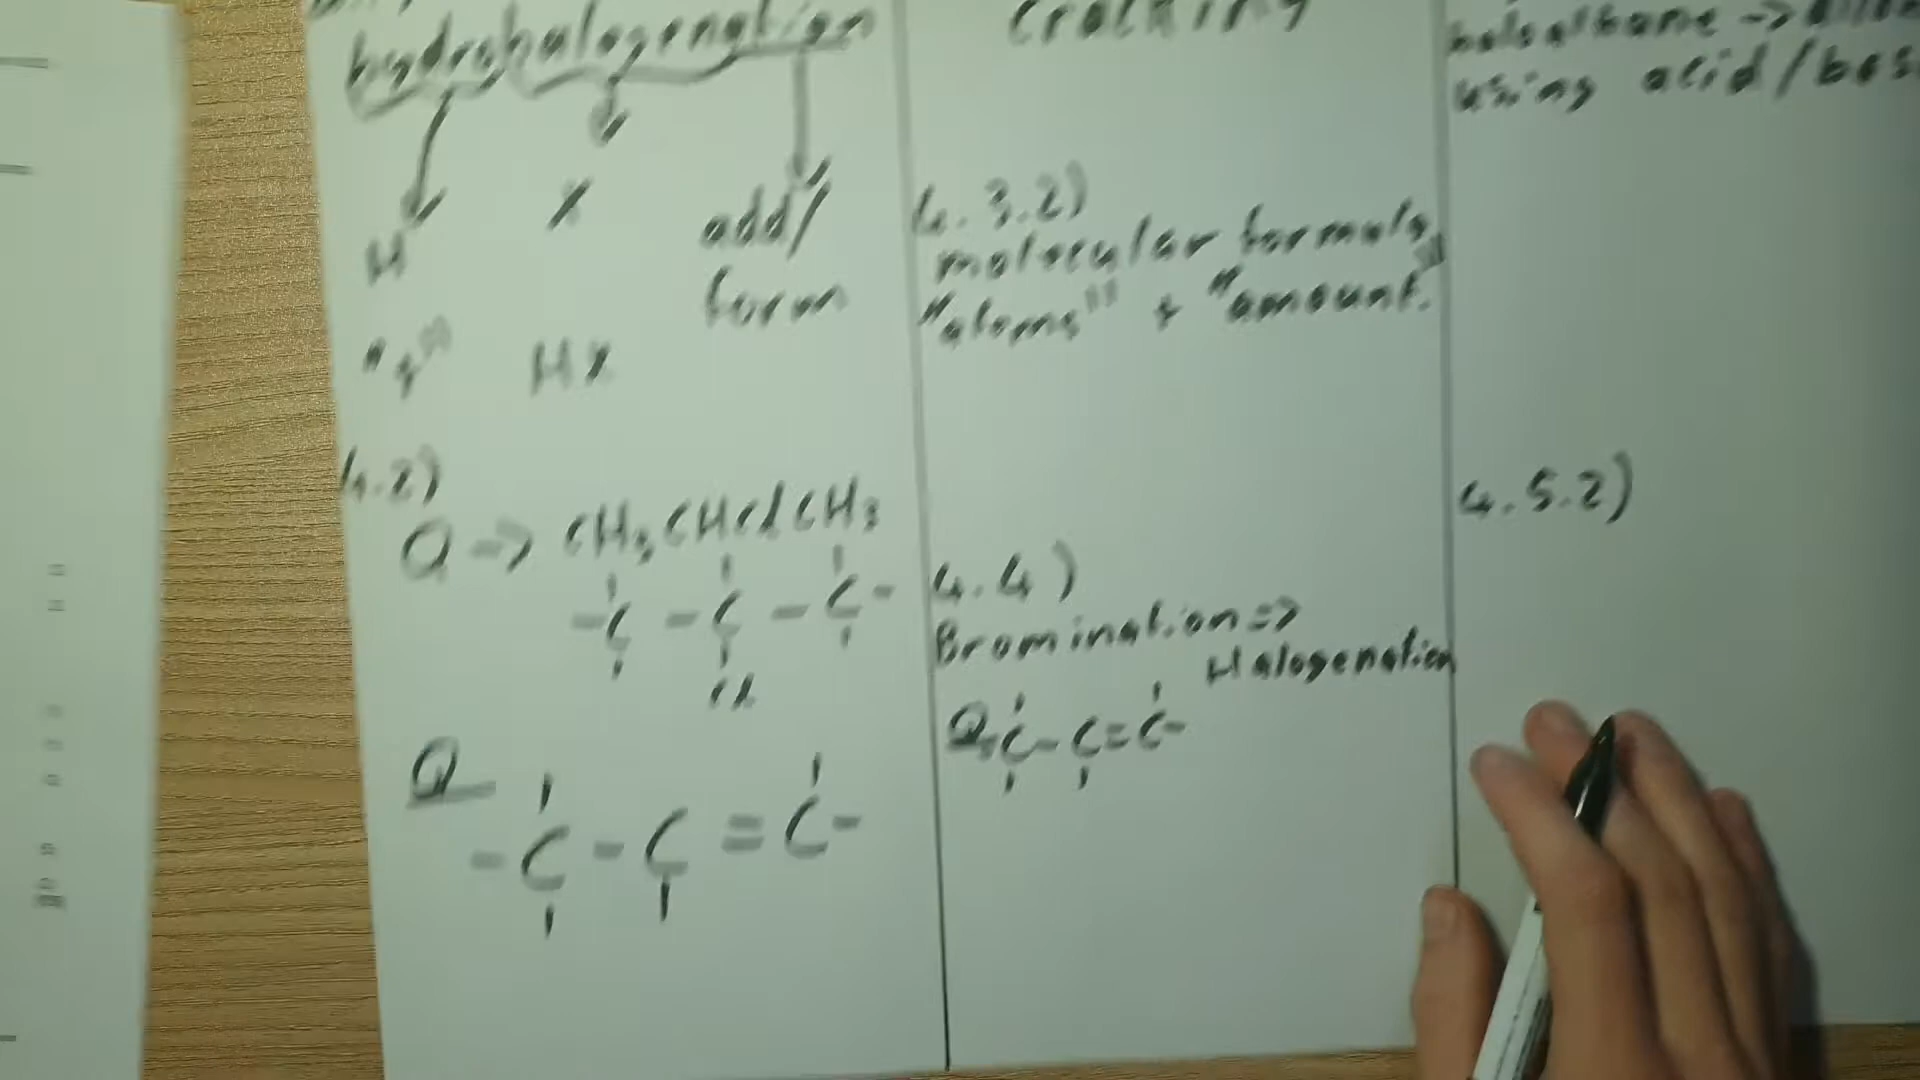 hydrohalogenation
H X add/
form
"g" HX
4.2)
Q => CH3CHClCH3
-C - C - C-
Cl
Q
-C - C = C-
cracking
4.3.2)
molecular formula
"atoms" & "amount"
4.4)
Bromination =>
Halogenation
Q -C - C = C-
haloalkane ->
using acid/bas
4.5.2)